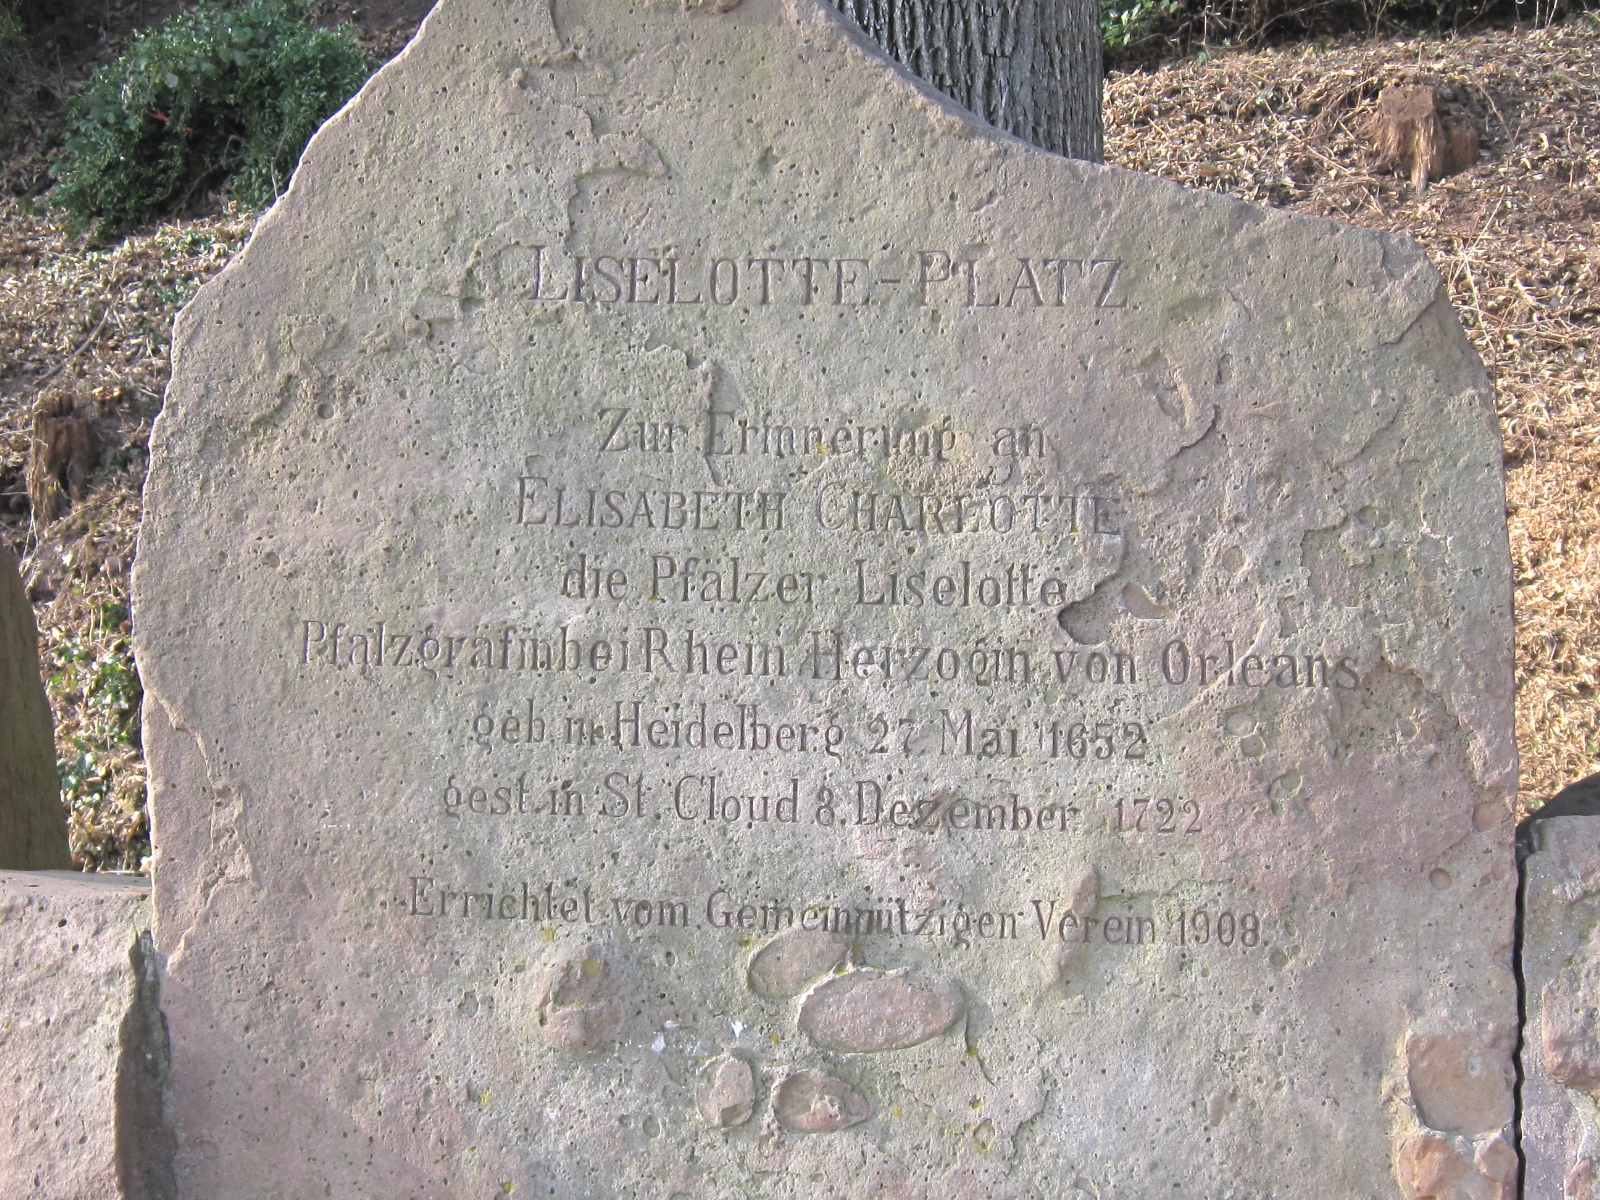 LISELOTTE-PLATZ
Zur Erinnerung an
ELISABETH CHARLOTTE
die Pfälzer Liselotte
Pfalzgräfin bei Rhein Herzogin von Orleans
geb. in Heidelberg 27. Mai 1652
gest. in St. Cloud 8. Dezember 1722
Errichtet vom Gemeinnützigen Verein 1908.